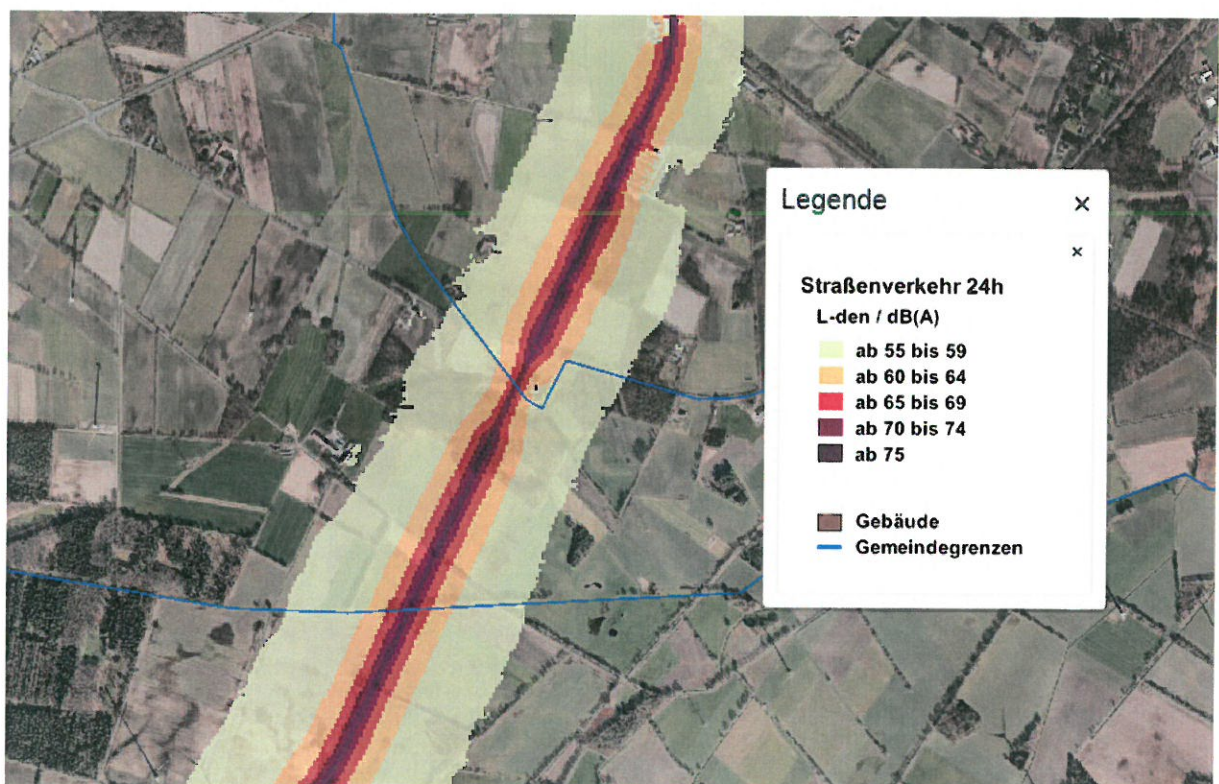 Legende
×
×
Straßenverkehr 24h
L-den / dB(A)
ab 55 bis 59
ab 60 bis 64
ab 65 bis 69
ab 70 bis 74
ab 75
Gebäude
Gemeindegrenzen